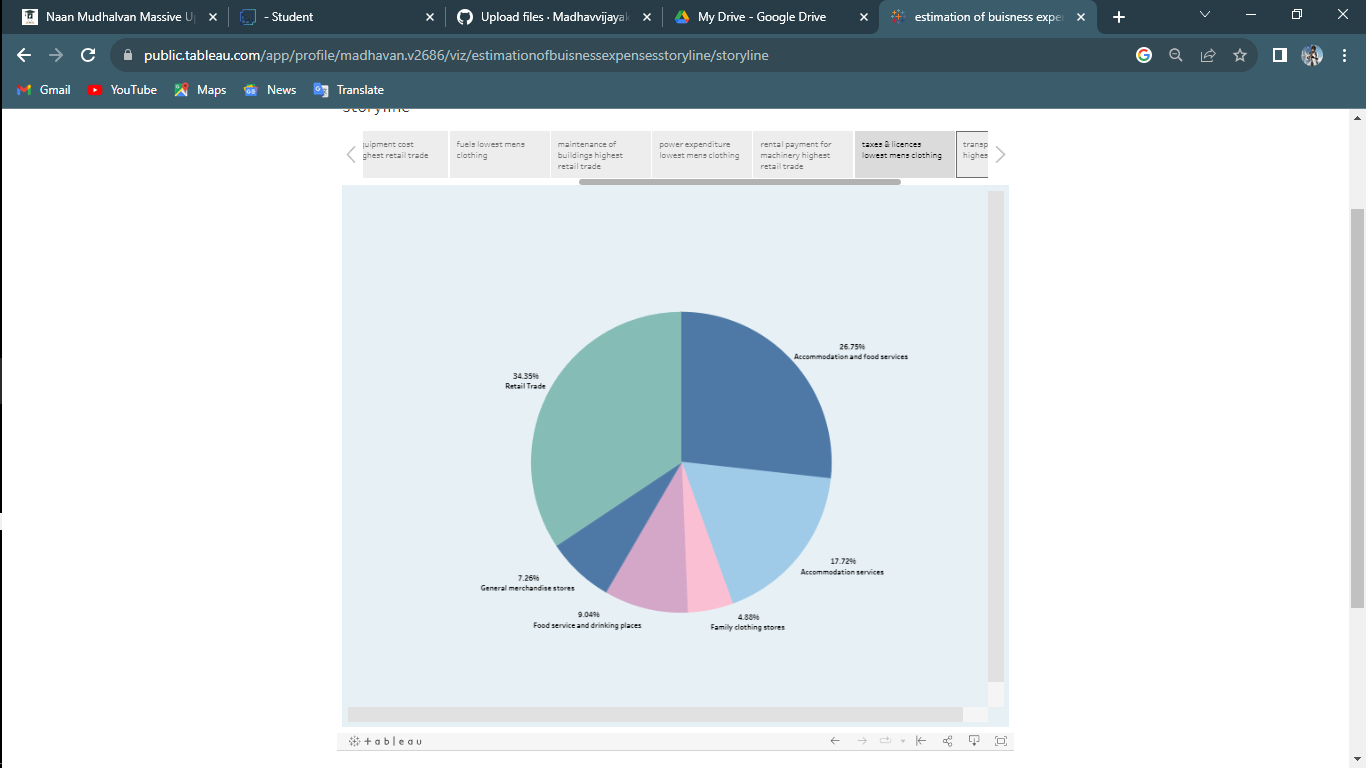 Naan Mudhalvan Massive U
- Student
Upload files · Madhavvijayak
My Drive - Google Drive
estimation of buisness expe
public.tableau.com/app/profile/madhavan.v2686/viz/estimationofbuisnessexpensesstoryline/storyline
Gmail
YouTube
Maps
News
Translate
storyline
quipment cost
ghest retail trade
fuels lowest mens
clothing
maintenance of
buildings highest
retail trade
power expenditure
lowest mens clothing
rental payment for
machinery highest
retail trade
taxes & licences
lowest mens clothing
transp
highes
26.75%
Accommodation and food services
34.35%
Retail Trade
17.72%
Accommodation services
7.26%
General merchandise stores
9.04%
Food service and drinking places
4.88%
Family clothing stores
+ableau